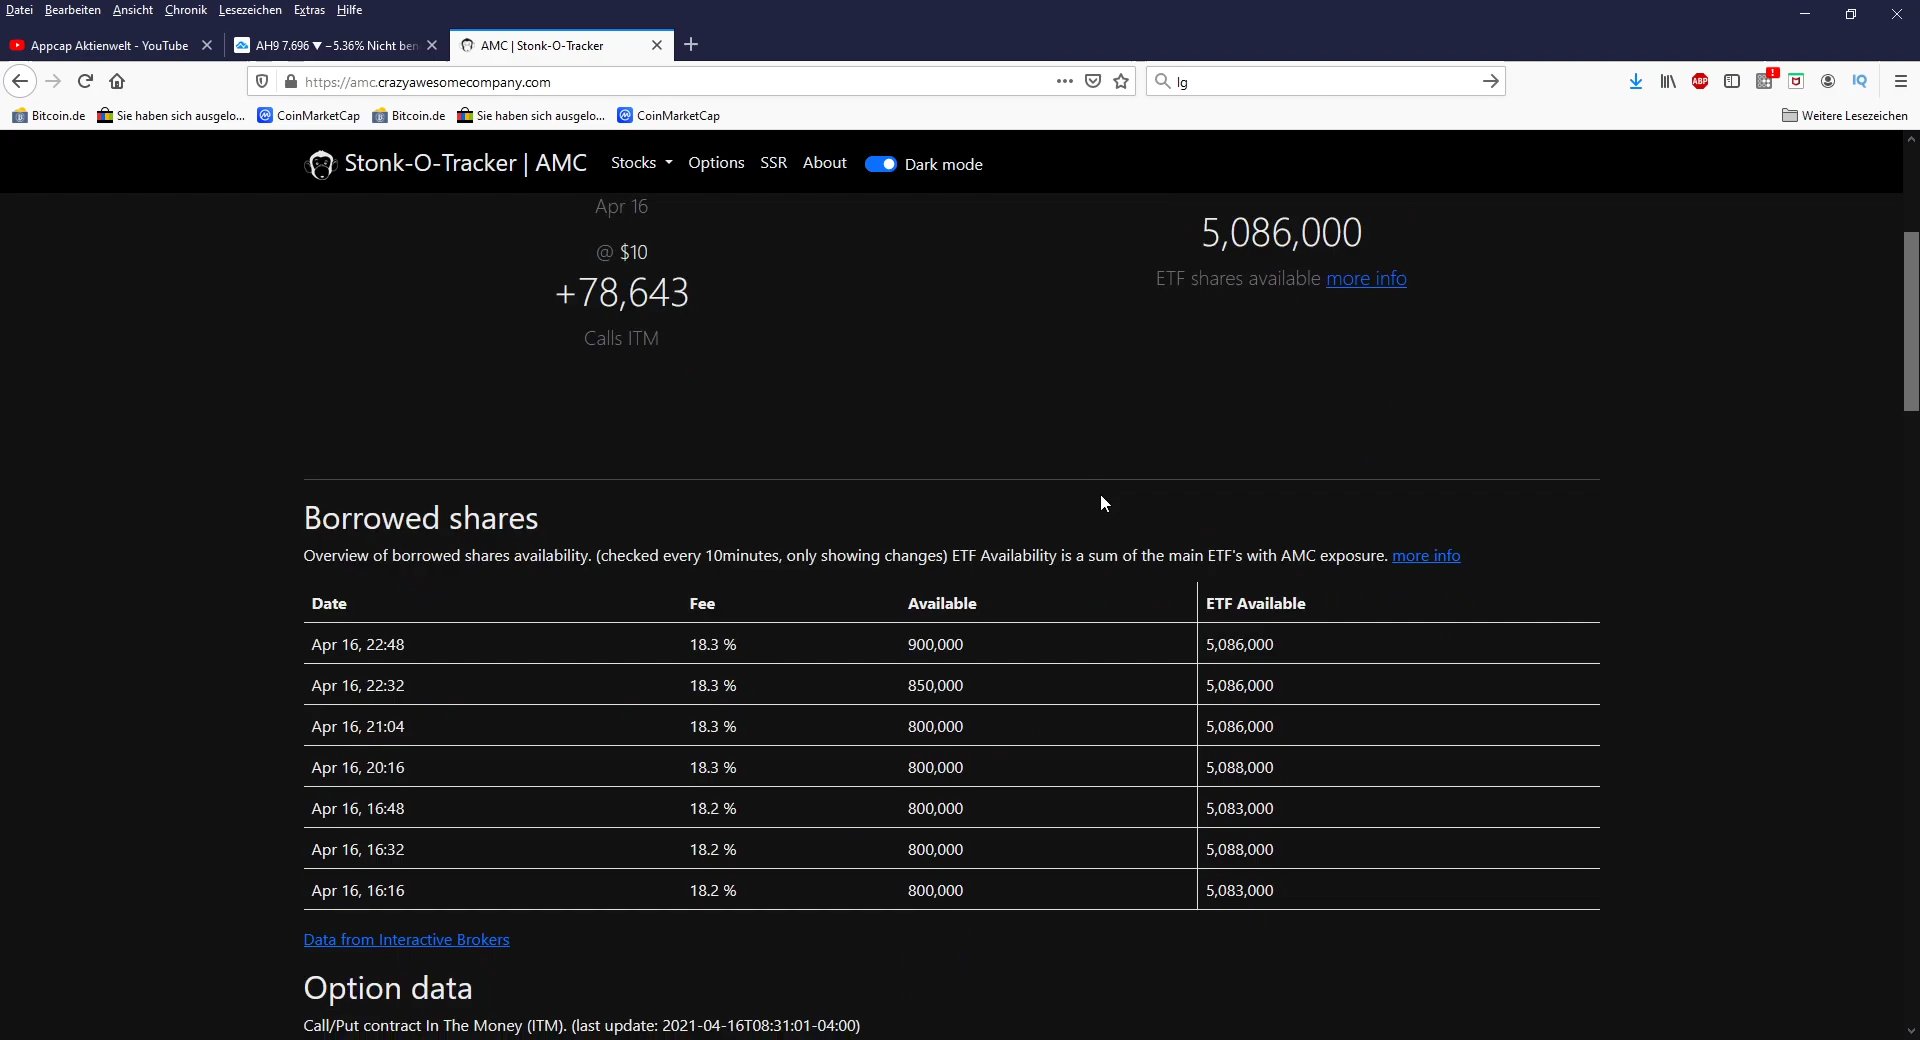 Datei Bearbeiten Ansicht Chronik Lesezeichen Extras Hilfe
Appcap Aktienwelt - YouTube AH9 7.696 ▼ −5.36% Nicht ben AMC | Stonk-O-Tracker
https://amc.crazyawesomecompany.com lg
Bitcoin.de Sie haben sich ausgelo... CoinMarketCap Bitcoin.de Sie haben sich ausgelo... CoinMarketCap Weitere Lesezeichen
Stonk-O-Tracker | AMC Stocks Options SSR About Dark mode
Apr 16
@ $10
+78,643
Calls ITM
5,086,000
ETF shares available more info
Borrowed shares
Overview of borrowed shares availability. (checked every 10minutes, only showing changes) ETF Availability is a sum of the main ETF's with AMC exposure. more info
Date Fee Available ETF Available
Apr 16, 22:48 18.3 % 900,000 5,086,000
Apr 16, 22:32 18.3 % 850,000 5,086,000
Apr 16, 21:04 18.3 % 800,000 5,086,000
Apr 16, 20:16 18.3 % 800,000 5,088,000
Apr 16, 16:48 18.2 % 800,000 5,083,000
Apr 16, 16:32 18.2 % 800,000 5,088,000
Apr 16, 16:16 18.2 % 800,000 5,083,000
Data from Interactive Brokers
Option data
Call/Put contract In The Money (ITM). (last update: 2021-04-16T08:31:01-04:00)